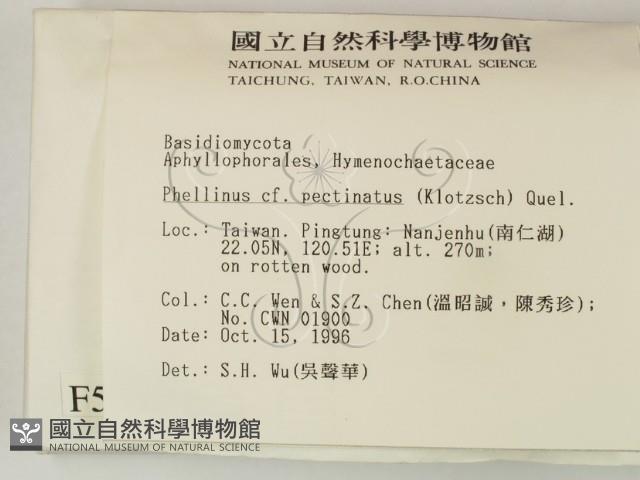 國立自然科學博物館
NATIONAL MUSEUM OF NATURAL SCIENCE
TAICHUNG, TAIWAN, R.O.CHINA
Basidiomycota
Aphyllophorales, Hymenochaetaceae
Phellinus cf. pectinatus (Klotzsch) Quel.
Loc.: Taiwan. Pingtung: Nanjenhu(南仁湖)
22.05N, 120.51E; alt. 270m;
on rotten wood.
Col.: C.C. Wen & S.Z. Chen(溫昭誠，陳秀珍);
No. CWN 01900
Date: Oct. 15, 1996
Det.: S.H. Wu(吳聲華)
F5
國立自然科學博物館
NATIONAL MUSEUM OF NATURAL SCIENCE